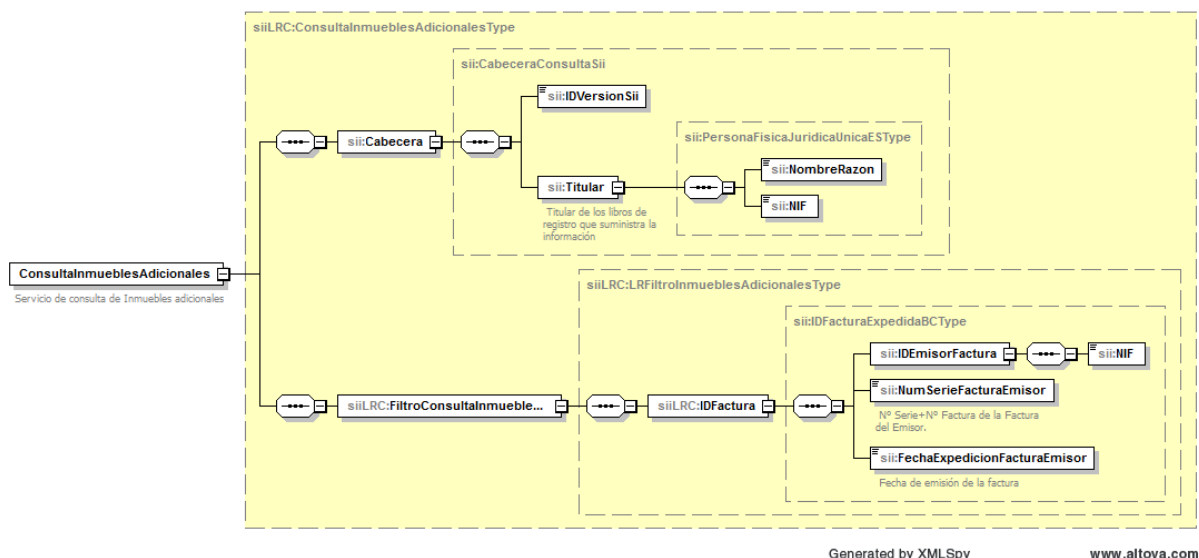 siiLRC:ConsultaInmueblesAdicionalesType
sii:CabeceraConsultaSii
sii:IDVersionSii
sii:PersonaFisicaJuridicaUnicaESType
sii:Cabecera
sii:NombreRazon
sii:Titular
sii:NIF
Titular de los libros de
registro que suministra la
información
ConsultaInmueblesAdicionales
Servicio de consulta de Inmuebles adicionales
siiLRC:LRFiltroInmueblesAdicionalesType
sii:IDFacturaExpedidaBCType
sii:IDEmisorFactura
sii:NIF
siiLRC:FiltroConsultaInmueble...
siiLRC:IDFactura
sii:NumSerieFacturaEmisor
Nº Serie+Nº Factura de la Factura
del Emisor.
sii:FechaExpedicionFacturaEmisor
Fecha de emisión de la factura
Generated by XMLSpy
www.altova.com